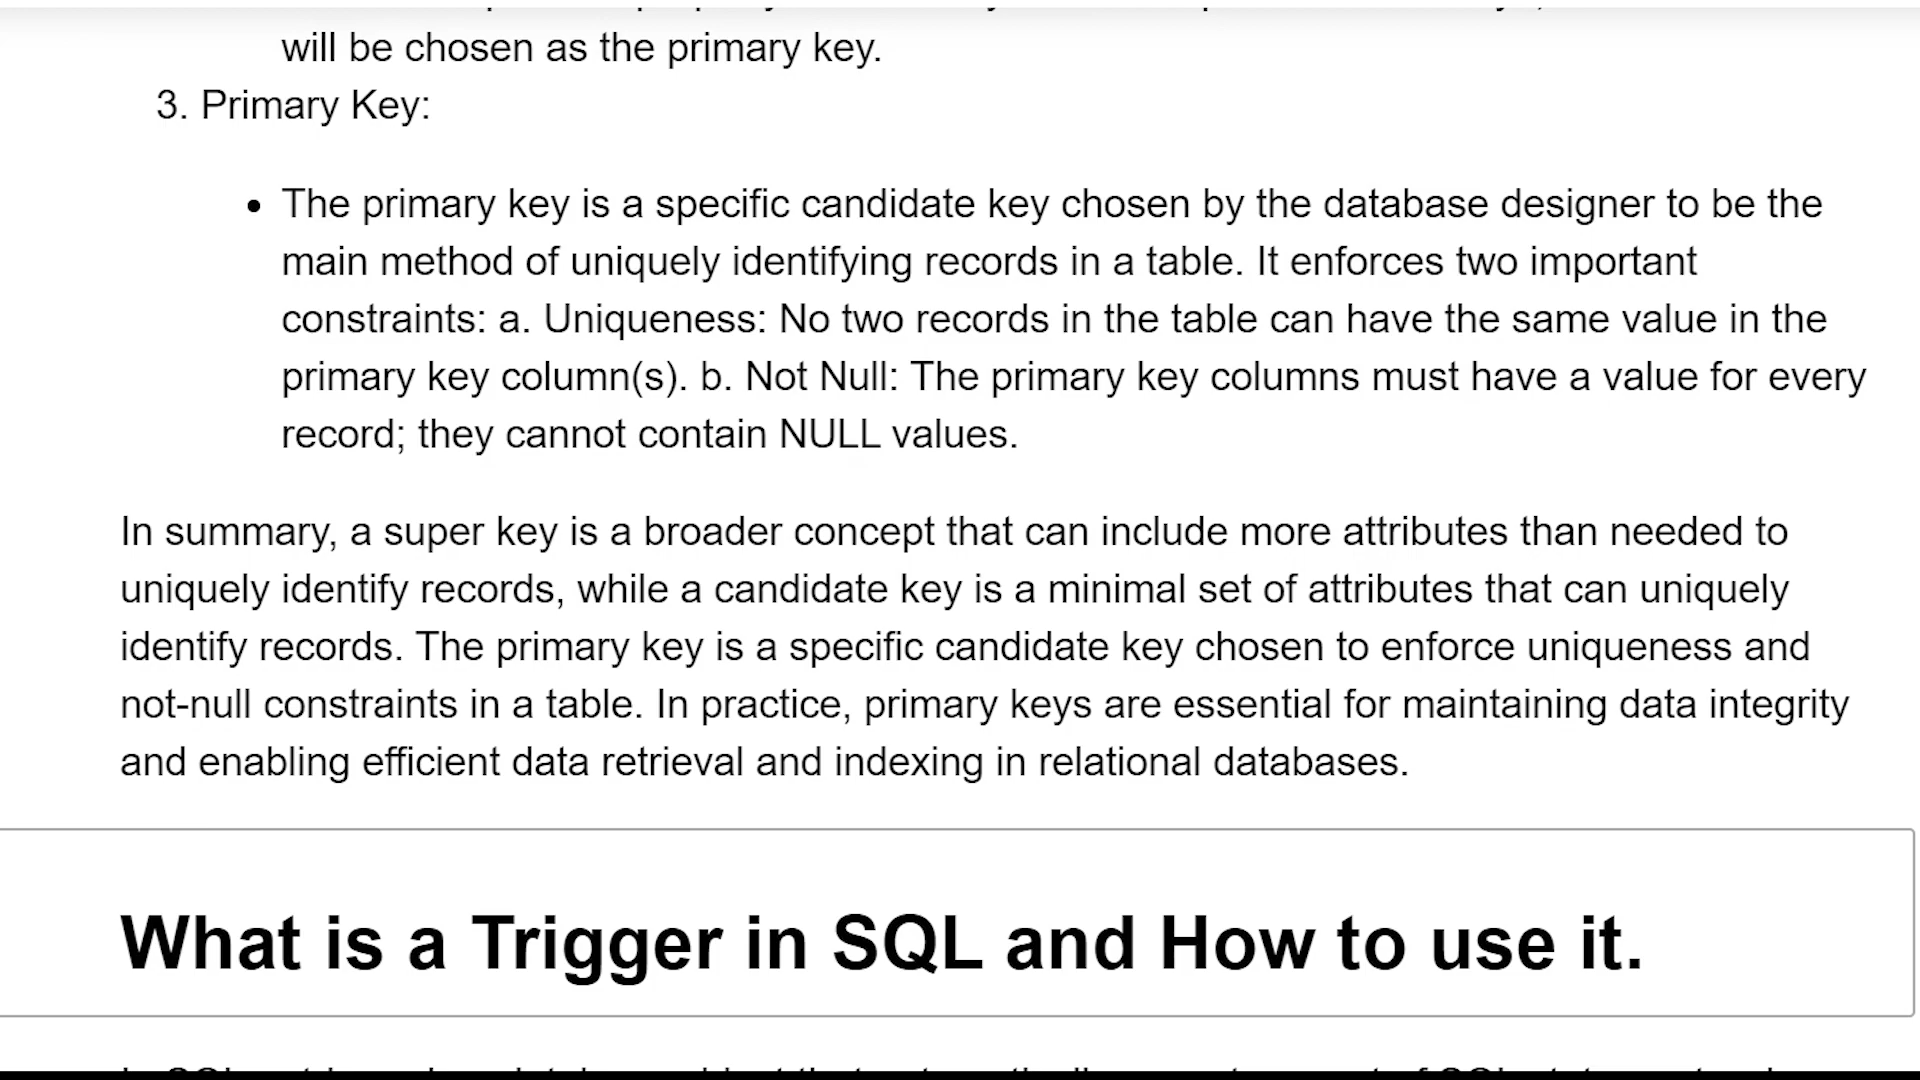 will be chosen as the primary key.
3. Primary Key:
• The primary key is a specific candidate key chosen by the database designer to be the
main method of uniquely identifying records in a table. It enforces two important
constraints: a. Uniqueness: No two records in the table can have the same value in the
primary key column(s). b. Not Null: The primary key columns must have a value for every
record; they cannot contain NULL values.
In summary, a super key is a broader concept that can include more attributes than needed to
uniquely identify records, while a candidate key is a minimal set of attributes that can uniquely
identify records. The primary key is a specific candidate key chosen to enforce uniqueness and
not-null constraints in a table. In practice, primary keys are essential for maintaining data integrity
and enabling efficient data retrieval and indexing in relational databases.
What is a Trigger in SQL and How to use it.